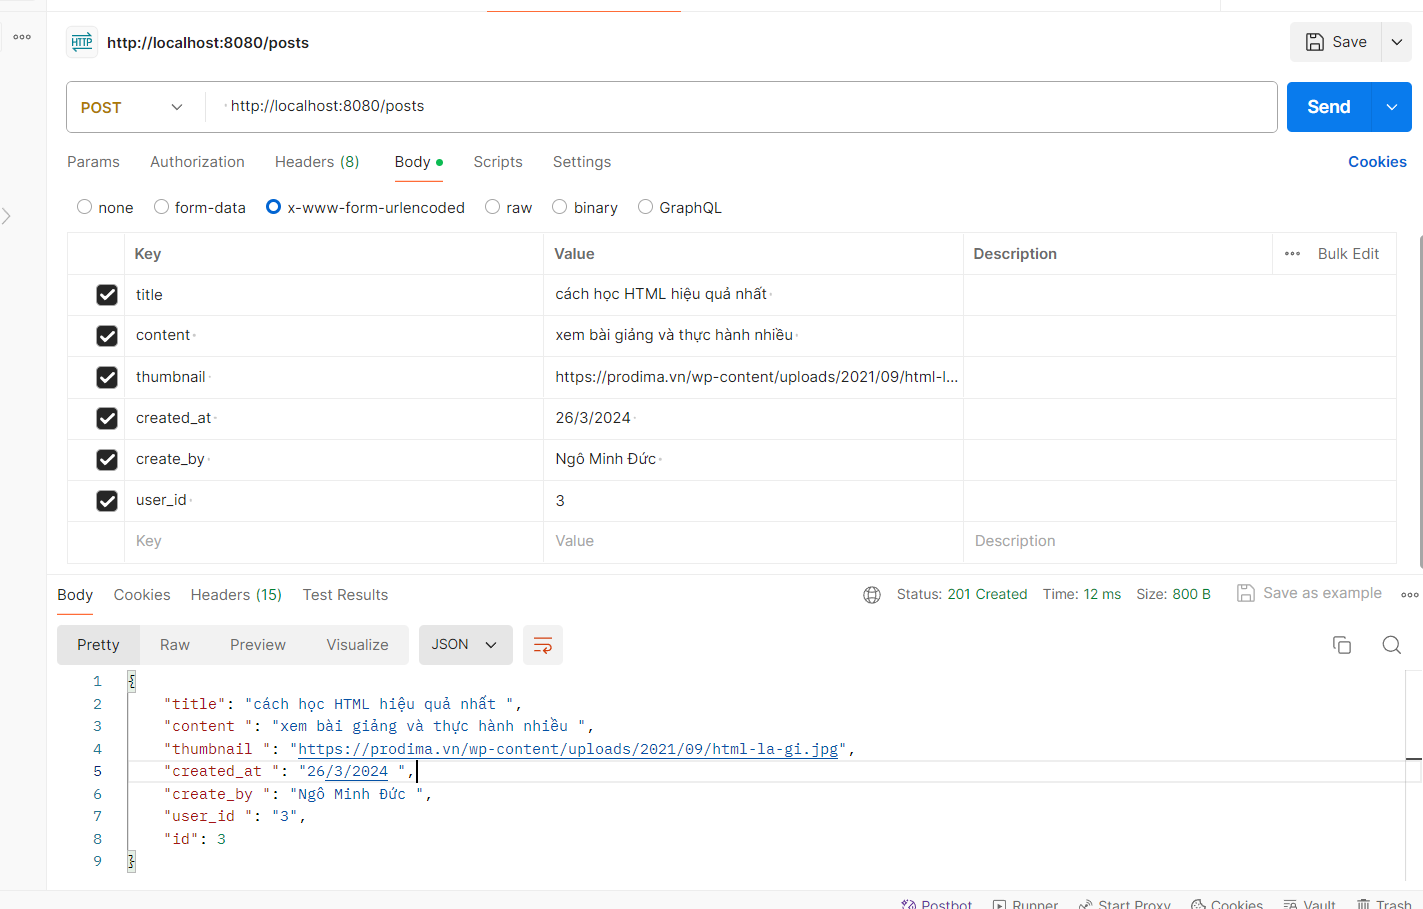 HTTP http://localhost:8080/posts Save
POST http://localhost:8080/posts Send
Params Authorization Headers (8) Body Scripts Settings Cookies
none form-data x-www-form-urlencoded raw binary GraphQL
Key Value Description Bulk Edit
title cách học HTML hiệu quả nhất
content xem bài giảng và thực hành nhiều
thumbnail https://prodima.vn/wp-content/uploads/2021/09/html-l...
created_at 26/3/2024
create_by Ngô Minh Đức
user_id 3
Key Value Description
Body Cookies Headers (15) Test Results Status: 201 Created Time: 12 ms Size: 800 B Save as example
Pretty Raw Preview Visualize JSON
1 {
2 "title": "cách học HTML hiệu quả nhất ",
3 "content ": "xem bài giảng và thực hành nhiều ",
4 "thumbnail ": "https://prodima.vn/wp-content/uploads/2021/09/html-la-gi.jpg",
5 "created_at ": "26/3/2024 ",
6 "create_by ": "Ngô Minh Đức ",
7 "user_id ": "3",
8 "id": 3
9 }
Postbot Runner Start Proxy Cookies Vault Trash